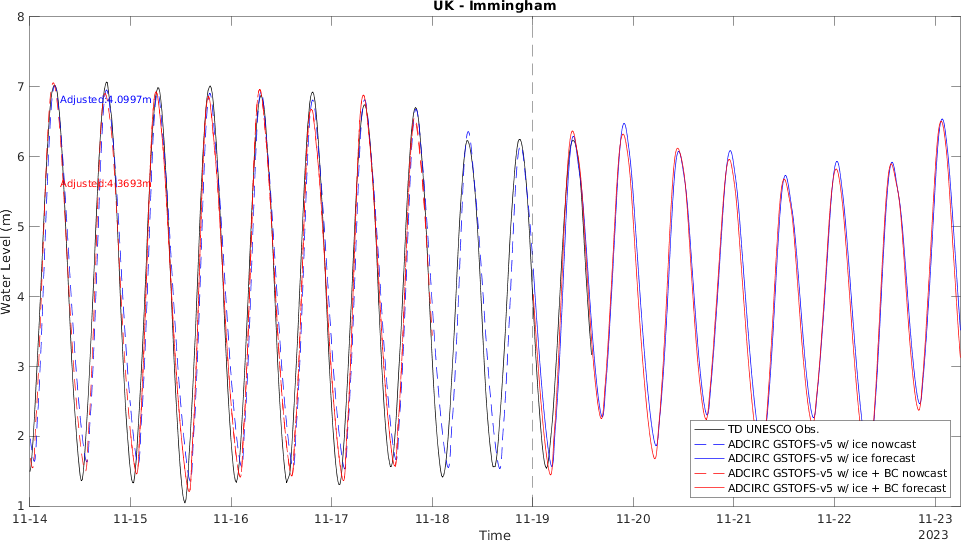 UK - Immingham
8
7
6
5
4
3
2
1
Water Level (m)
Adjusted:4.0997m
Adjusted:4.3693m
TD UNESCO Obs.
ADCIRC GSTOFS-v5 w/ ice nowcast
ADCIRC GSTOFS-v5 w/ ice forecast
ADCIRC GSTOFS-v5 w/ ice + BC nowcast
ADCIRC GSTOFS-v5 w/ ice + BC forecast
11-14 11-15 11-16 11-17 11-18 11-19 11-20 11-21 11-22 11-23
Time
2023